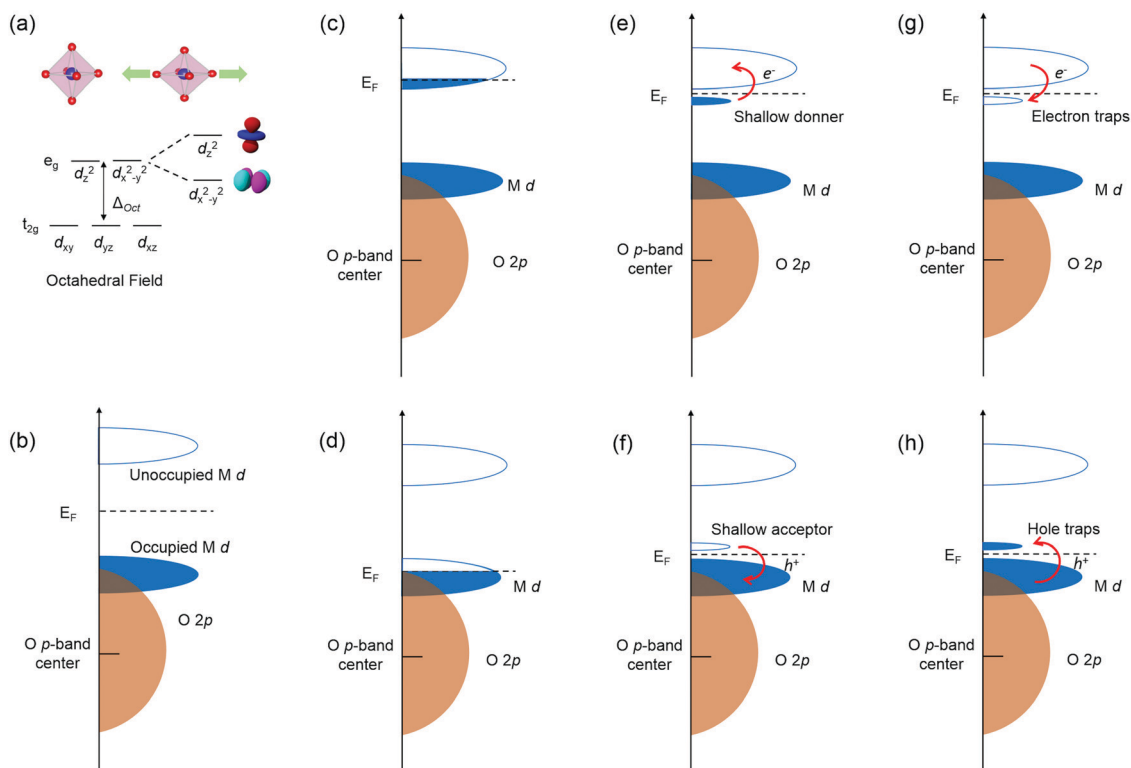 (a)
e_g
d_z²
d_x²-y²
d_z²
d_x²-y²
Δ_Oct
t_2g
d_xy
d_yz
d_xz
Octahedral Field
(b)
Unoccupied M d
E_F
Occupied M d
O 2p
O p-band
center
(c)
E_F
M d
O p-band
center
O 2p
(d)
E_F
M d
O p-band
center
O 2p
(e)
e⁻
E_F
Shallow donner
M d
O p-band
center
O 2p
(f)
Shallow acceptor
E_F
h⁺
M d
O p-band
center
O 2p
(g)
e⁻
E_F
Electron traps
M d
O p-band
center
O 2p
(h)
Hole traps
E_F
h⁺
M d
O p-band
center
O 2p